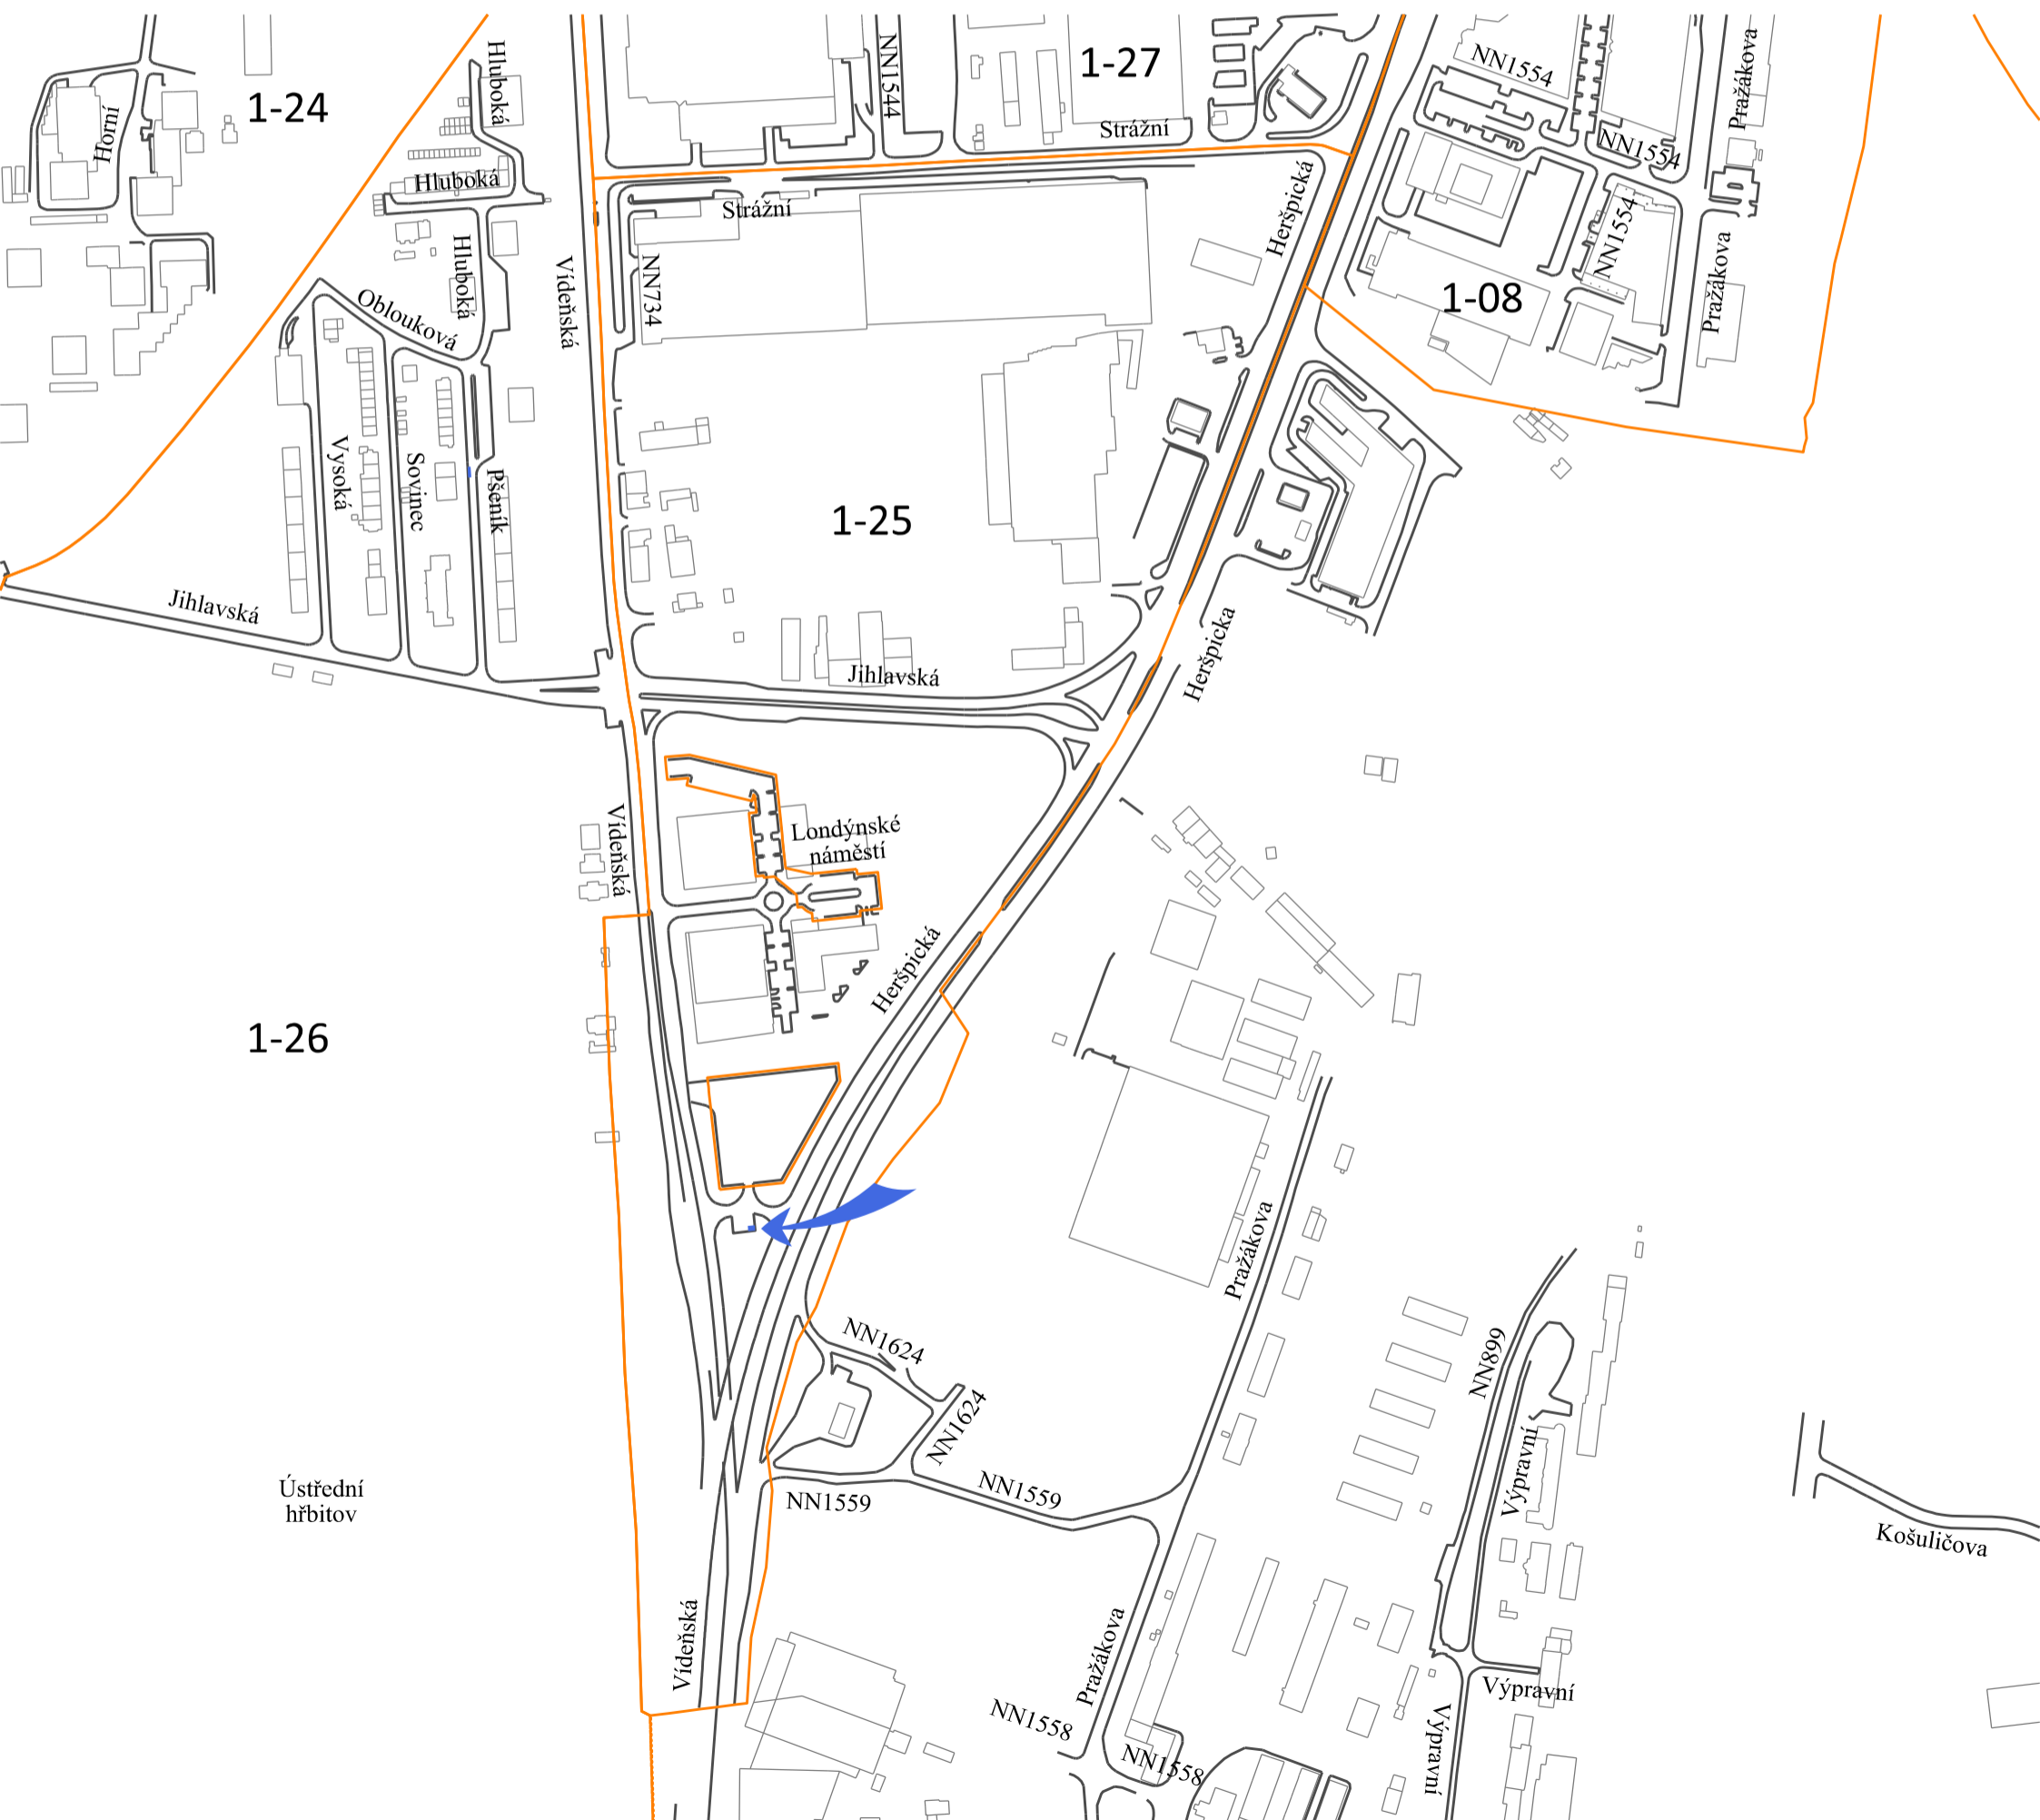 Hluboká
NN1544
1-27
NN1554
Pražákova
1-24
Horní
Strážní
NN1554
Hluboká
Heršpická
Strážní
NN1554
Hluboká
Vídeňská
NN734
Pražákova
1-08
Oblouková
Vysoká
Sovinec
Pšeník
1-25
Jihlavská
Heršpicka
Jihlavská
Vídeňská
Londýnské
náměstí
Heršpická
1-26
Pražákova
NN1624
NN899
NN1624
Výpravní
Ústřední
hřbitov
NN1559
NN1559
Košuličova
Vídeňská
Pražákova
Výpravní
NN1558
Výpravní
NN1558